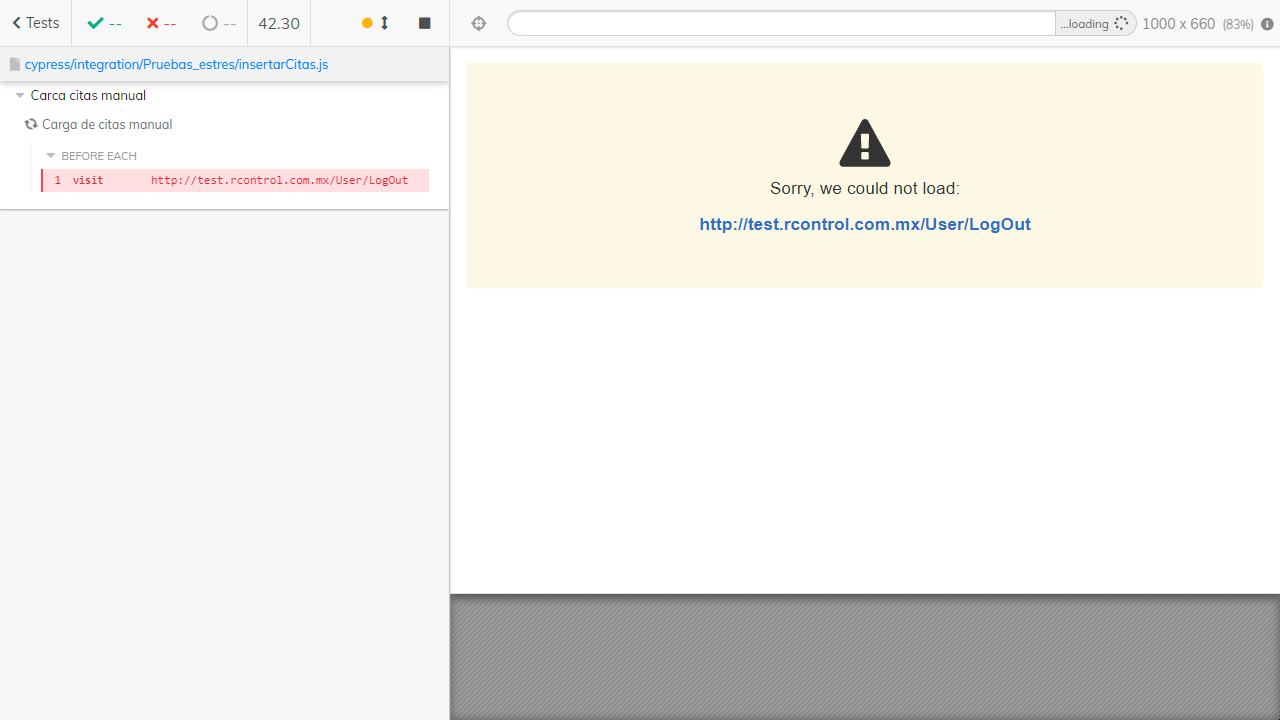 Tests -- -- -- 42.30
cypress/integration/Pruebas_estres/insertarCitas.js
Carca citas manual
Carga de citas manual
BEFORE EACH
1 visit http://test.rcontrol.com.mx/User/LogOut
...loading 1000 x 660 (83%)
Sorry, we could not load:
http://test.rcontrol.com.mx/User/LogOut